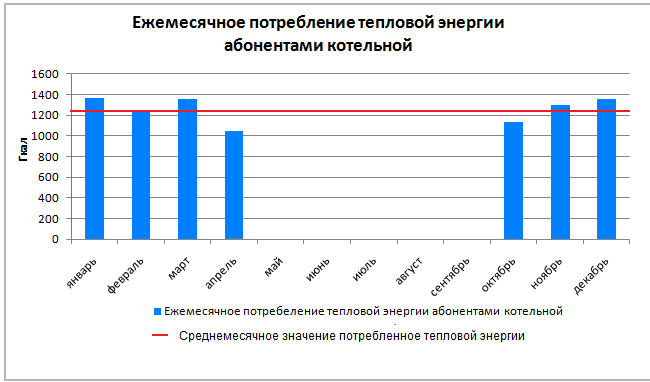 Ежемесячное потребление тепловой энергии
абонентами котельной
1600
1400
1200
1000
800
600
400
200
0
Гкал
январь
февраль
март
апрель
май
июнь
июль
август
сентябрь
октябрь
ноябрь
декабрь
Ежемесячное потребеление тепловой энергии абонентами котельной
Среднемесячное значение потребленное тепловой энергии